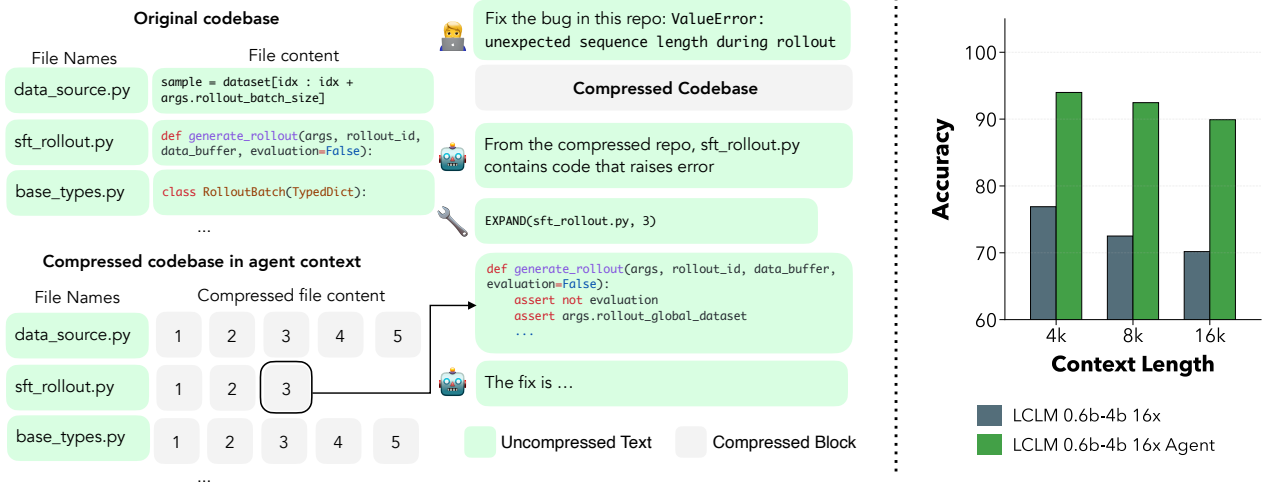 Original codebase
File Names
File content
data_source.py
sample = dataset[idx : idx +
args.rollout_batch_size]
sft_rollout.py
def generate_rollout(args, rollout_id,
data_buffer, evaluation=False):
base_types.py
class RolloutBatch(TypedDict):
...
Compressed codebase in agent context
File Names
Compressed file content
data_source.py
1 2 3 4 5
sft_rollout.py
1 2 3
base_types.py
1 2 3 4 5
...
Fix the bug in this repo: ValueError:
unexpected sequence length during rollout
Compressed Codebase
From the compressed repo, sft_rollout.py
contains code that raises error
EXPAND(sft_rollout.py, 3)
def generate_rollout(args, rollout_id, data_buffer,
evaluation=False):
assert not evaluation
assert args.rollout_global_dataset
...
The fix is ...
Uncompressed Text
Compressed Block
Accuracy
100
90
80
70
60
4k 8k 16k
Context Length
LCLM 0.6b-4b 16x
LCLM 0.6b-4b 16x Agent